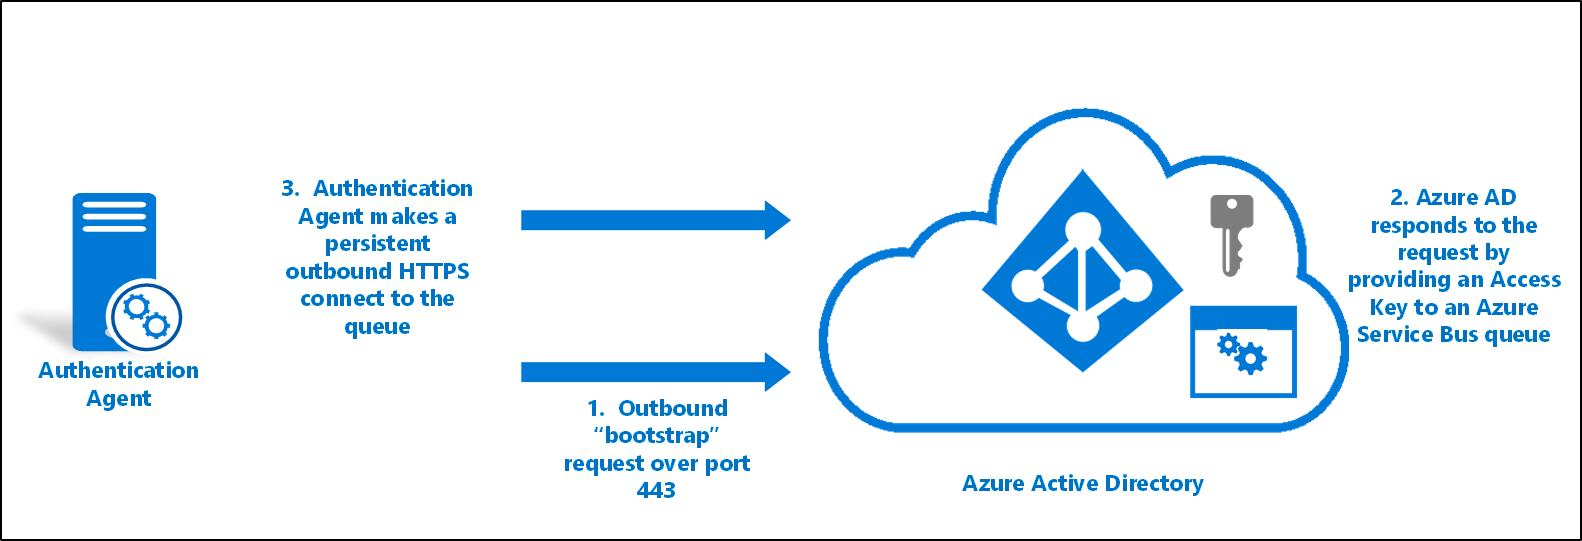 3. Authentication
Agent makes a
persistent
outbound HTTPS
connect to the
queue
2. Azure AD
responds to the
request by
providing an Access
Key to an Azure
Service Bus queue
Authentication
Agent
1. Outbound
“bootstrap”
request over port
443
Azure Active Directory